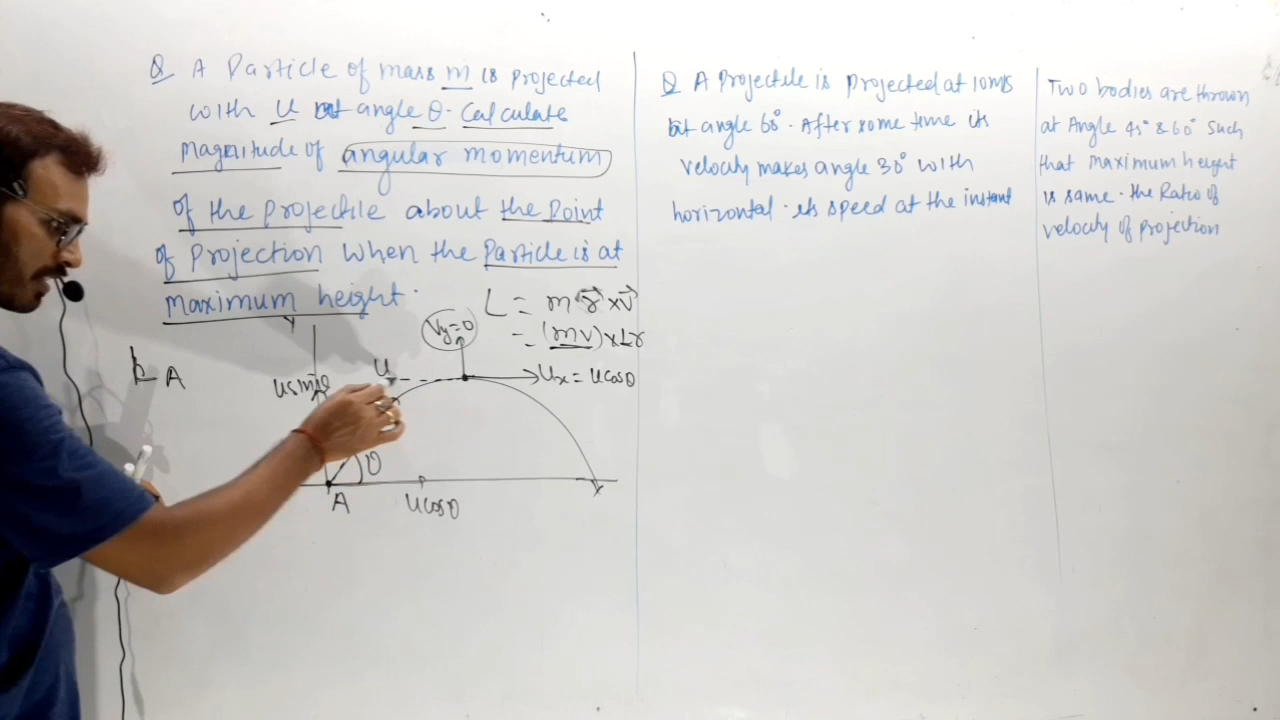 Q A Particle of mass m is projected
with u at angle θ. Calculate
magnitude of angular momentum
of the projectile about the Point
of Projection when the Particle is at
maximum height.
L = m r⃗ × v⃗
= (mv) × ⊥r
Vy=0
u
Ux = ucosθ
A
usinθ
θ
A
ucosθ
Q A Projectile is Projected at 10m/s
at angle 60°. After some time its
velocity makes angle 30° with
horizontal. its speed at the instant
Two bodies are thrown
at Angle 45° & 60° such
that maximum height
is same. the Ratio of
velocity of projection